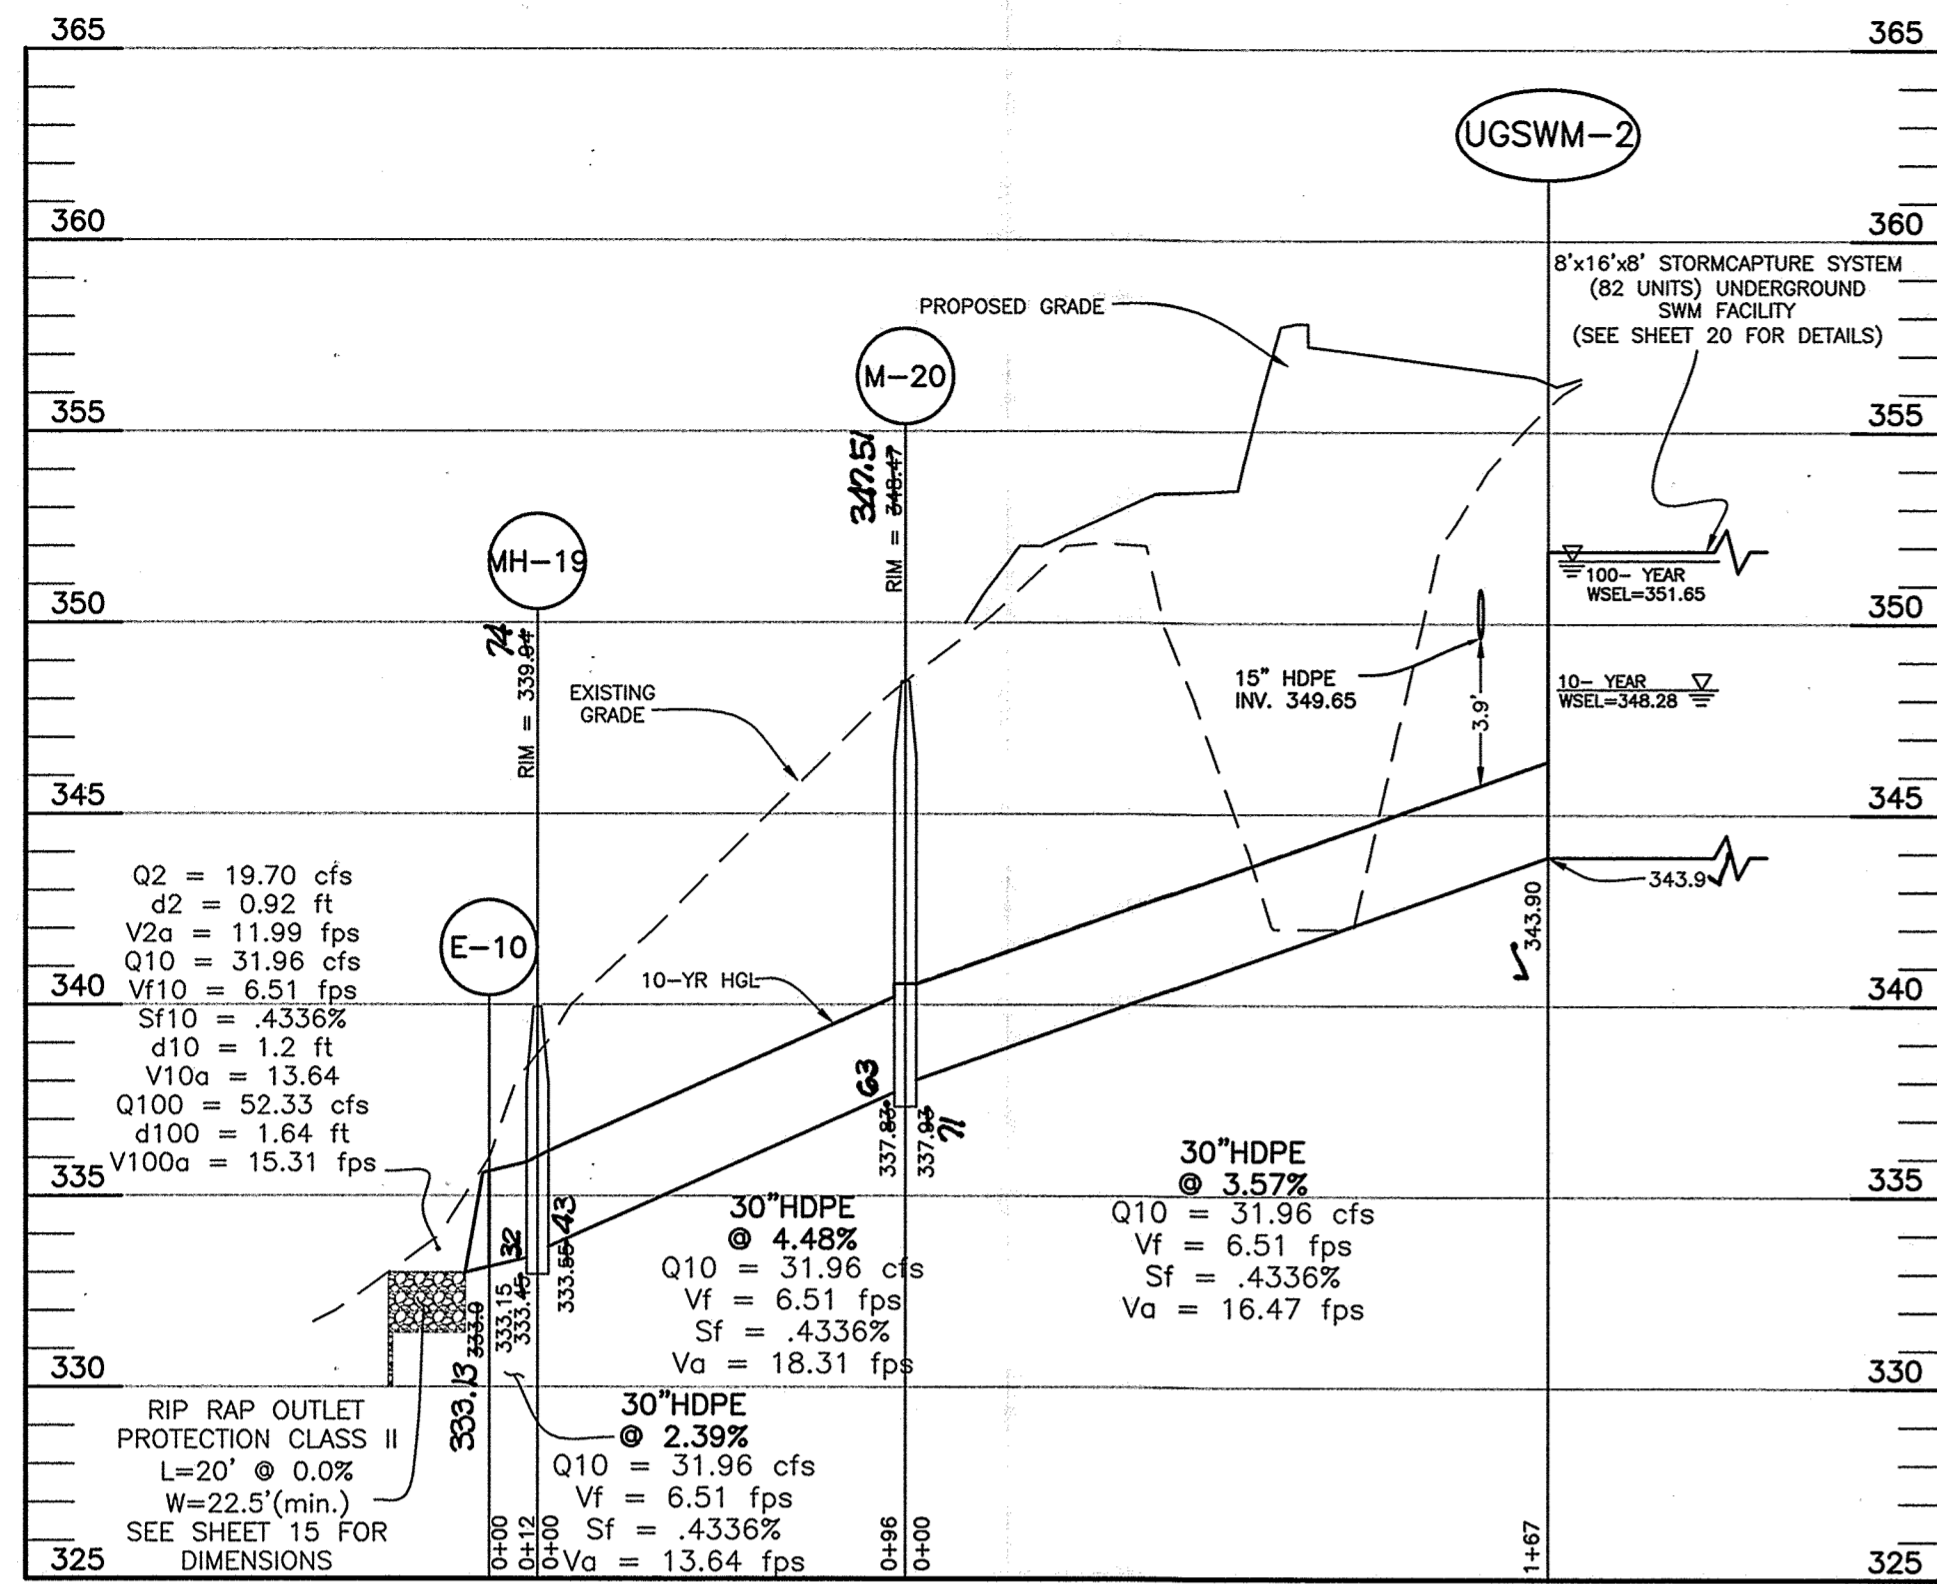 365
365
UGSWM-2
360
360
8'x16'x8' STORMCAPTURE SYSTEM
(82 UNITS) UNDERGROUND
SWM FACILITY
(SEE SHEET 20 FOR DETAILS)
PROPOSED GRADE
M-20
355
355
347.51
RIM = 348.47
MH-19
100- YEAR
WSEL=351.65
350
350
74
RIM = 339.94
EXISTING
GRADE
15" HDPE
INV. 349.65
3.9'
10- YEAR
WSEL=348.28
345
345
Q2 = 19.70 cfs
d2 = 0.92 ft
V2a = 11.99 fps
Q10 = 31.96 cfs
Vf10 = 6.51 fps
Sf10 = .4336%
d10 = 1.2 ft
V10a = 13.64
Q100 = 52.33 cfs
d100 = 1.64 ft
V100a = 15.31 fps
E-10
343.9
343.90
10-YR HGL
340
340
63
337.83
337.93
71
335
335
32
43
333.9
333.15
333.45
333.55
333.13
30"HDPE
@ 4.48%
Q10 = 31.96 cfs
Vf = 6.51 fps
Sf = .4336%
Va = 18.31 fps
30"HDPE
@ 3.57%
Q10 = 31.96 cfs
Vf = 6.51 fps
Sf = .4336%
Va = 16.47 fps
330
330
RIP RAP OUTLET
PROTECTION CLASS II
L=20' @ 0.0%
W=22.5'(min.)
SEE SHEET 15 FOR
DIMENSIONS
30"HDPE
@ 2.39%
Q10 = 31.96 cfs
Vf = 6.51 fps
Sf = .4336%
Va = 13.64 fps
325
0+00
0+12
0+00
0+96
0+00
1+67
325